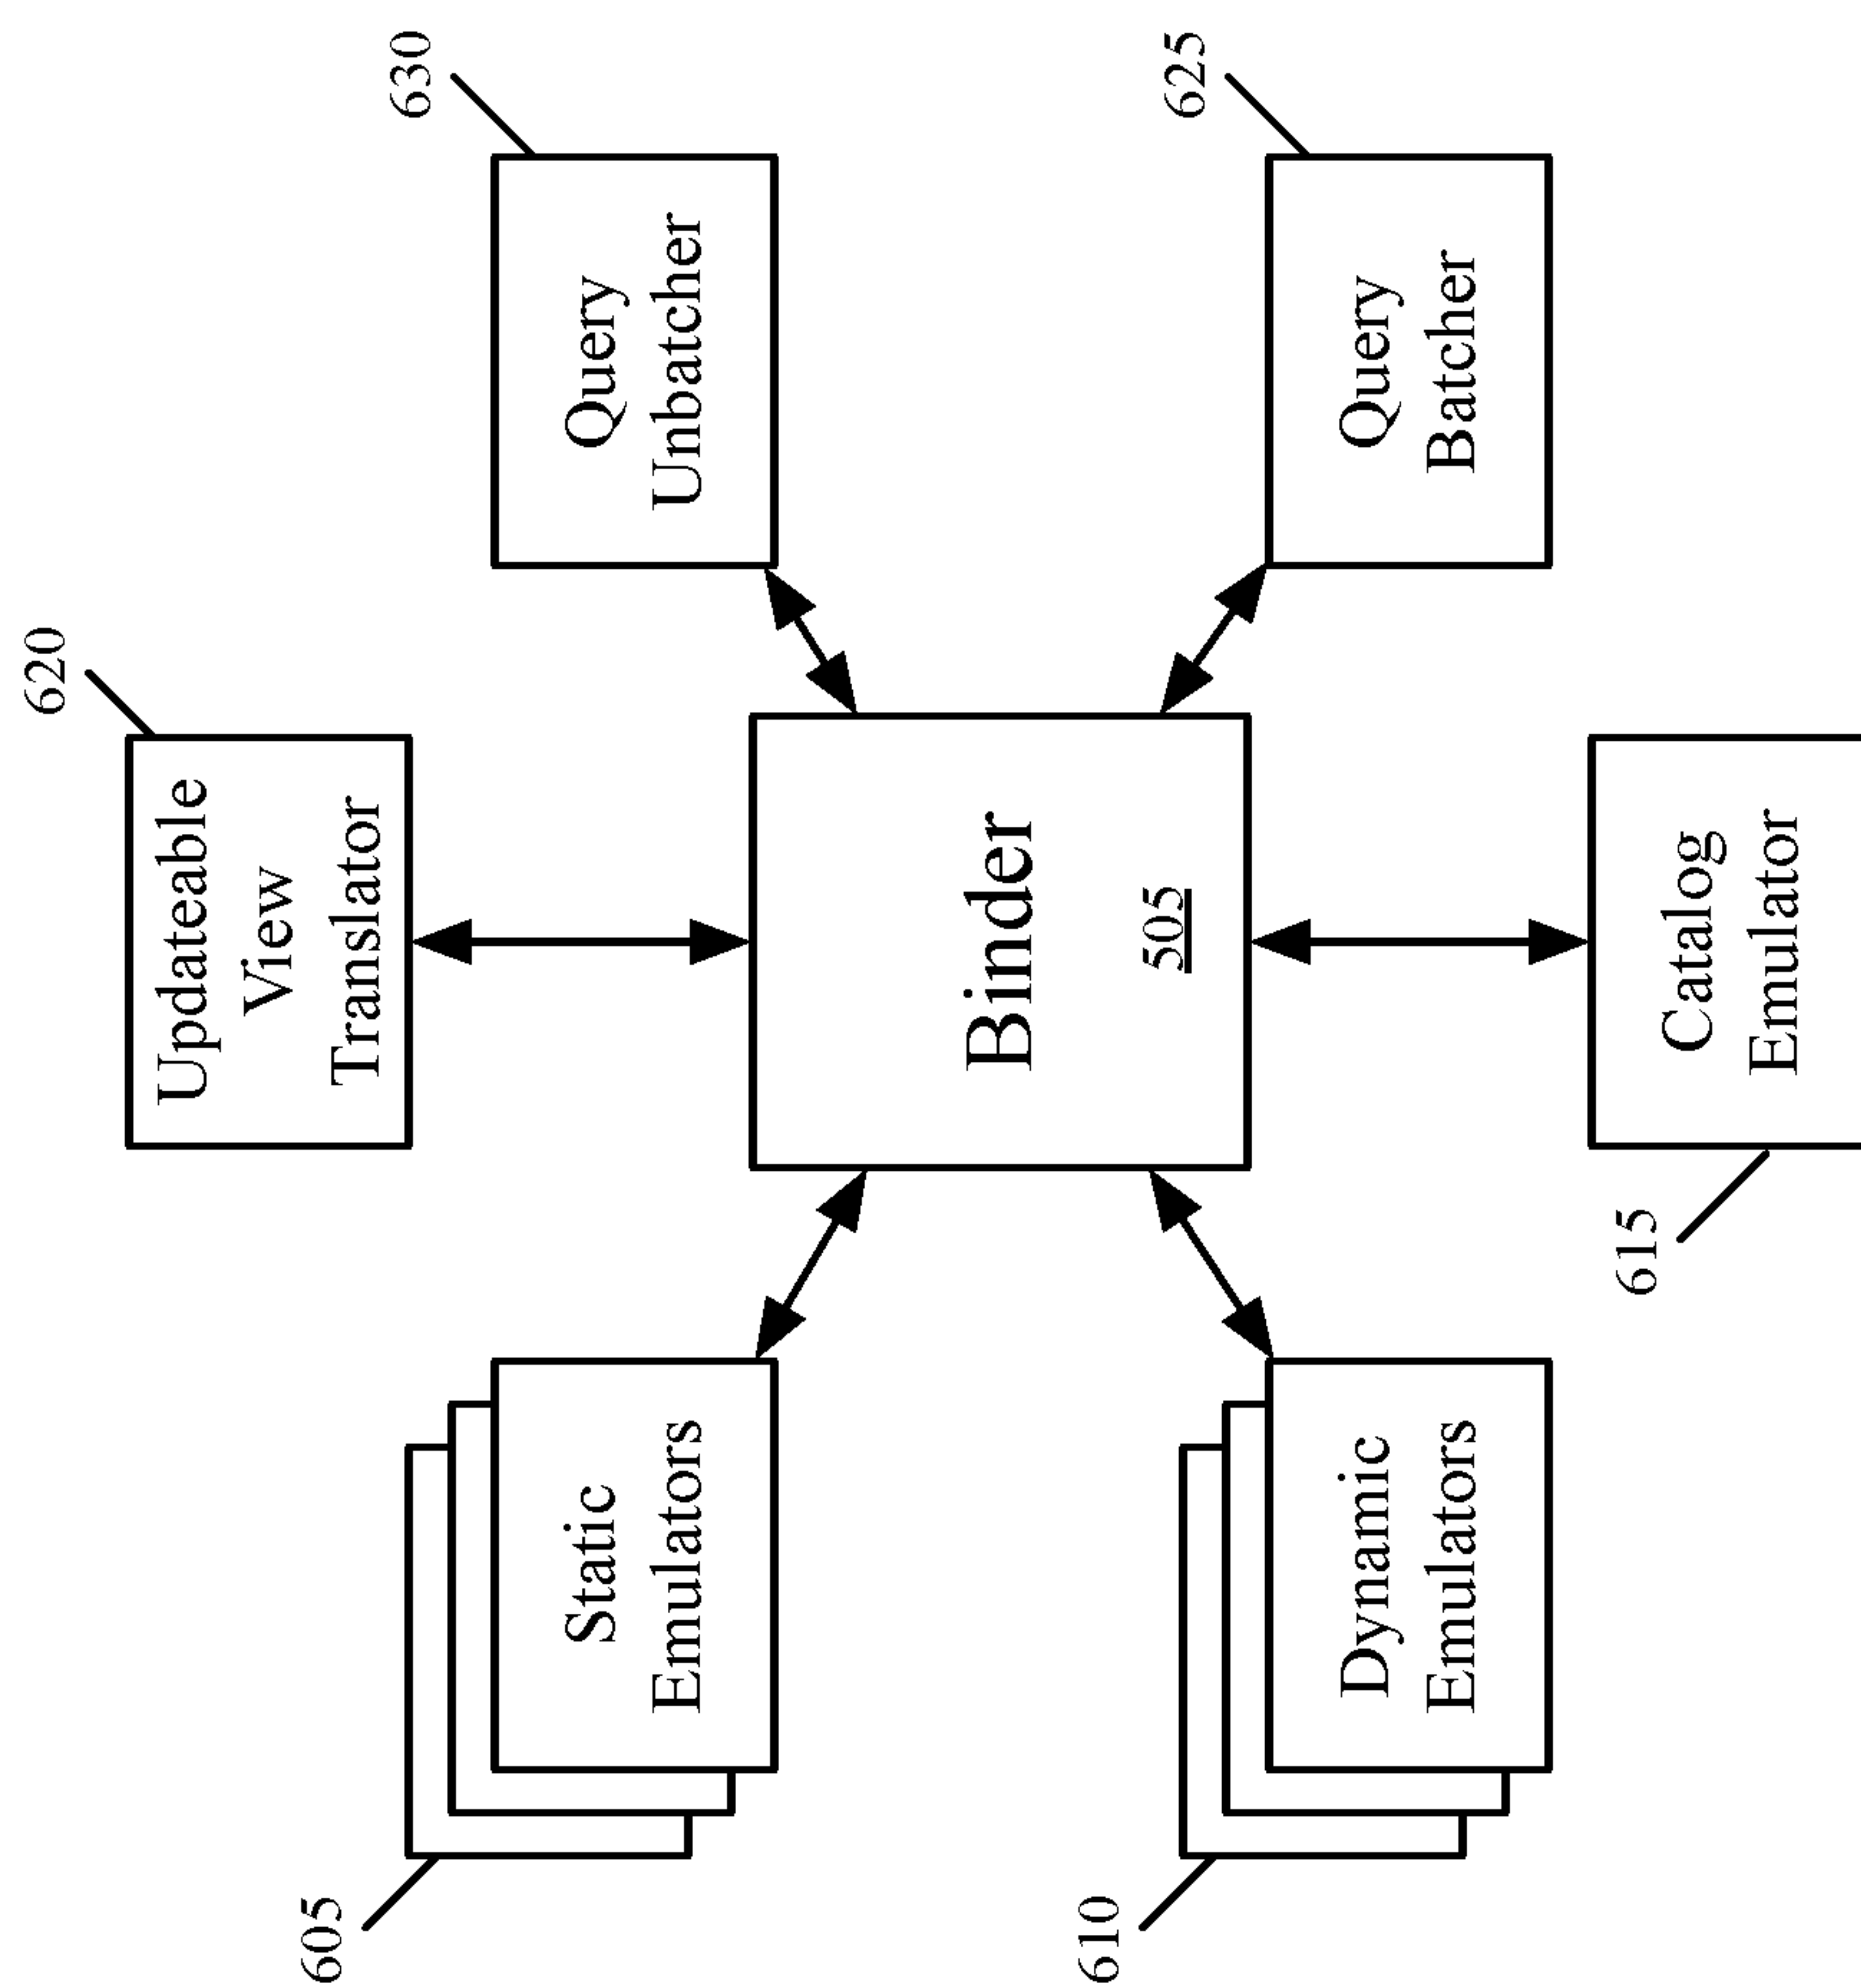 620
Updateable
View
Translator
605
Static
Emulators
630
Query
Unbatcher
Binder
505
610
Dynamic
Emulators
625
Query
Batcher
615
Catalog
Emulator